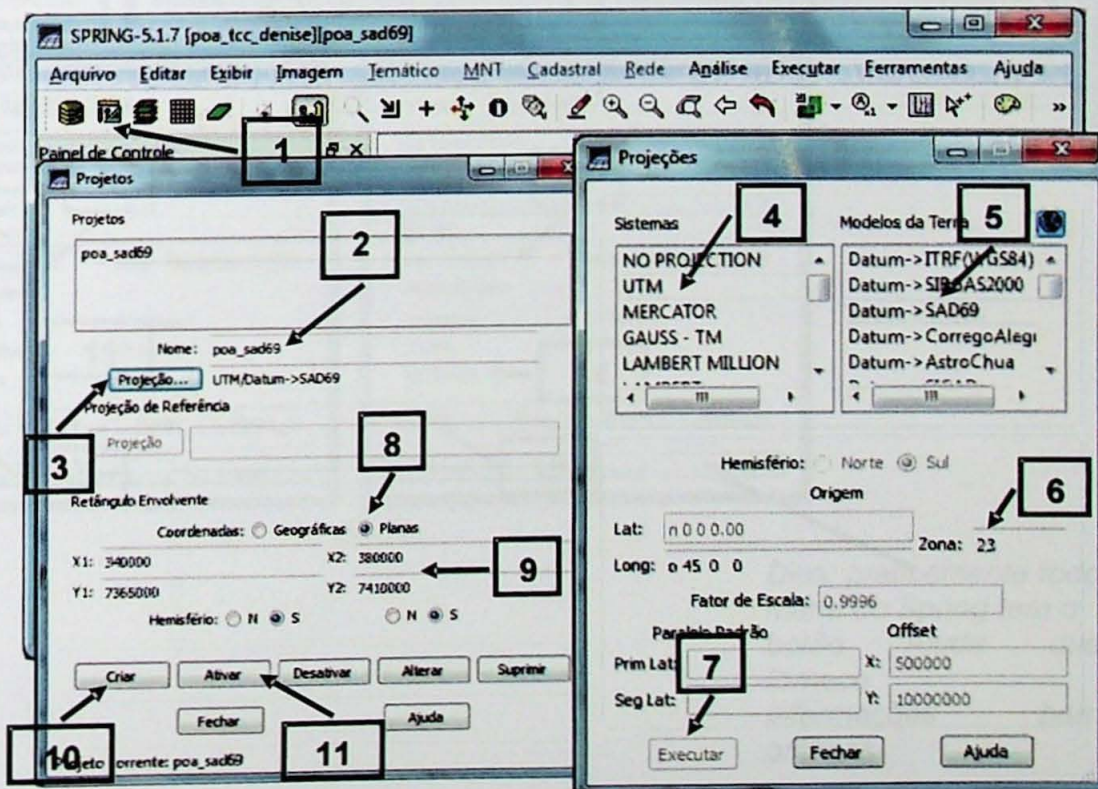 SPRING-5.1.7 [poa_tcc_denise][poa_sad69]
Arquivo Editar Exibir Imagem Temático MNT Cadastral Rede Análise Executar Ferramentas Ajuda
1
Painel de Controle
Projetos
Projetos
poa_sad69
2
Nome: poa_sad69
Projeção... UTM/Datum->SAD69
Projeção de Referência
Projeção
3
8
Retângulo Envolvente
Coordenadas: Geográficas Planas
X1: 340000 X2: 380000
9
Y1: 7365000 Y2: 7410000
Hemisfério: N S N S
Criar Ativar Desativar Alterar Suprimir
Fechar Ajuda
10
11
Projeto corrente: poa_sad69
Projeções
Sistemas
4
Modelos da Terra
5
NO PROJECTION
UTM
MERCATOR
GAUSS - TM
LAMBERT MILLION
Datum->ITRF(WGS84)
Datum->SIRGAS2000
Datum->SAD69
Datum->CorregoAlegr
Datum->AstroChua
Hemisfério: Norte Sul
Origem
6
Lat: n 0 0 0.00
Zona: 23
Long: o 45 0 0
Fator de Escala: 0.9996
Paralelo Padrão Offset
Prim Lat: X: 500000
7
Seg Lat: Y: 10000000
Executar Fechar Ajuda